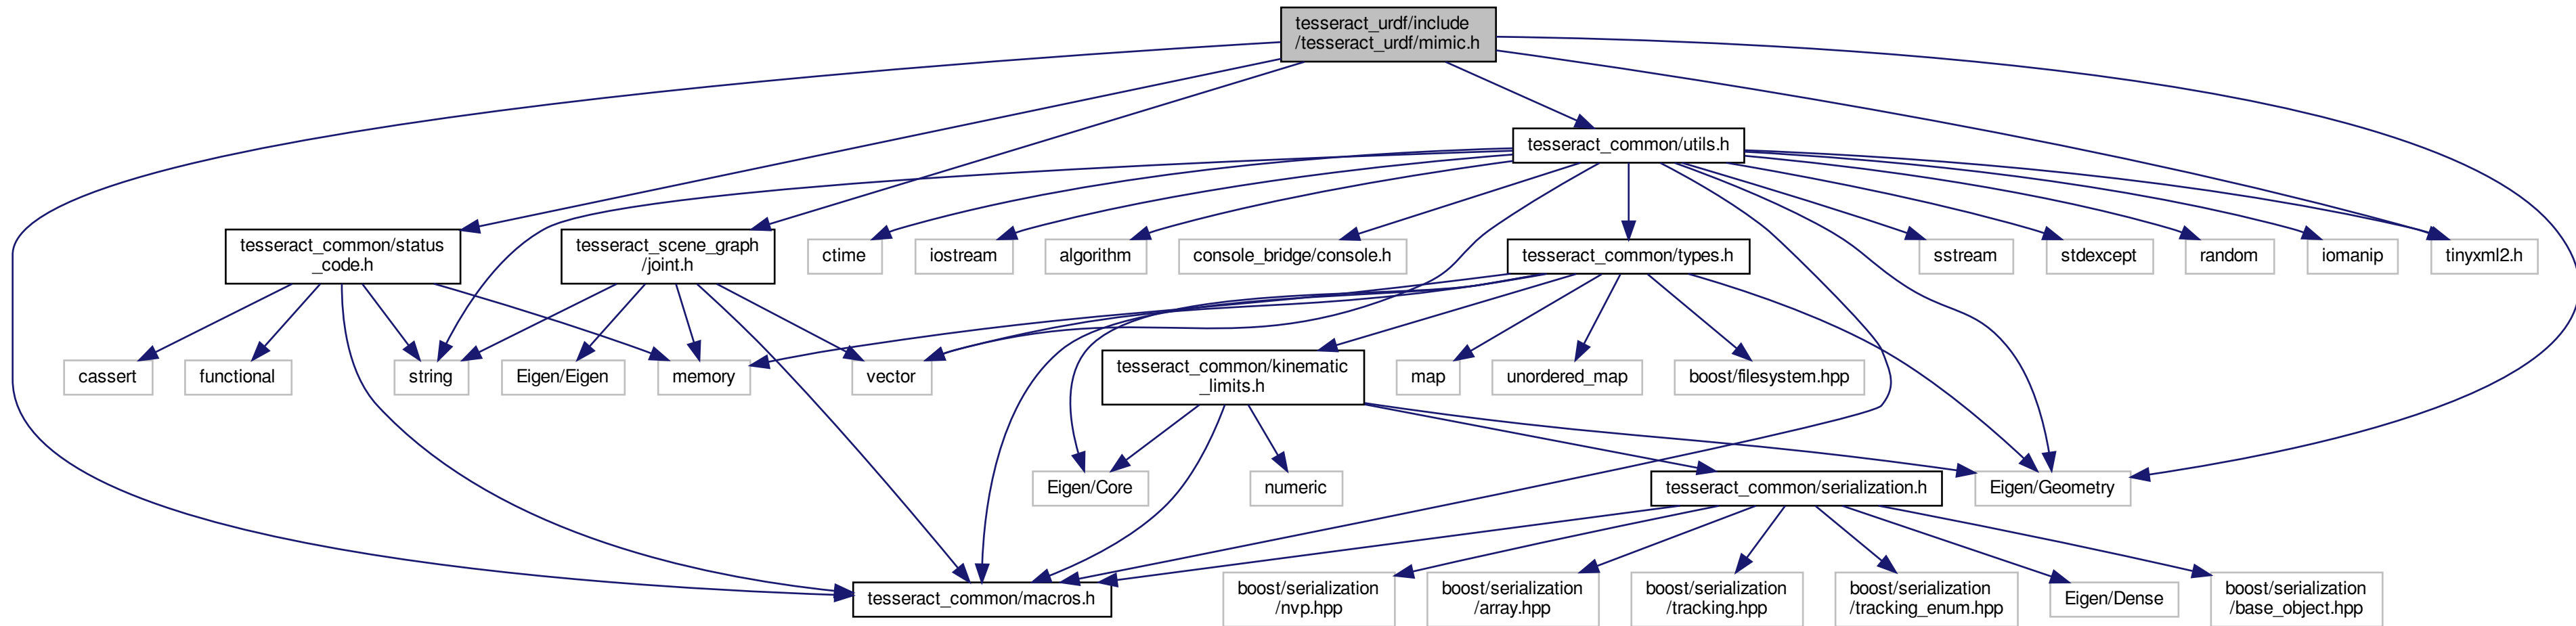 tesseract_urdf/include
/tesseract_urdf/mimic.h
tesseract_common/utils.h
tesseract_common/status
_code.h
tesseract_scene_graph
/joint.h
ctime
iostream
algorithm
console_bridge/console.h
tesseract_common/types.h
sstream
stdexcept
random
iomanip
tinyxml2.h
cassert
functional
string
Eigen/Eigen
memory
vector
tesseract_common/kinematic
_limits.h
map
unordered_map
boost/filesystem.hpp
Eigen/Core
numeric
tesseract_common/serialization.h
Eigen/Geometry
tesseract_common/macros.h
boost/serialization
/nvp.hpp
boost/serialization
/array.hpp
boost/serialization
/tracking.hpp
boost/serialization
/tracking_enum.hpp
Eigen/Dense
boost/serialization
/base_object.hpp